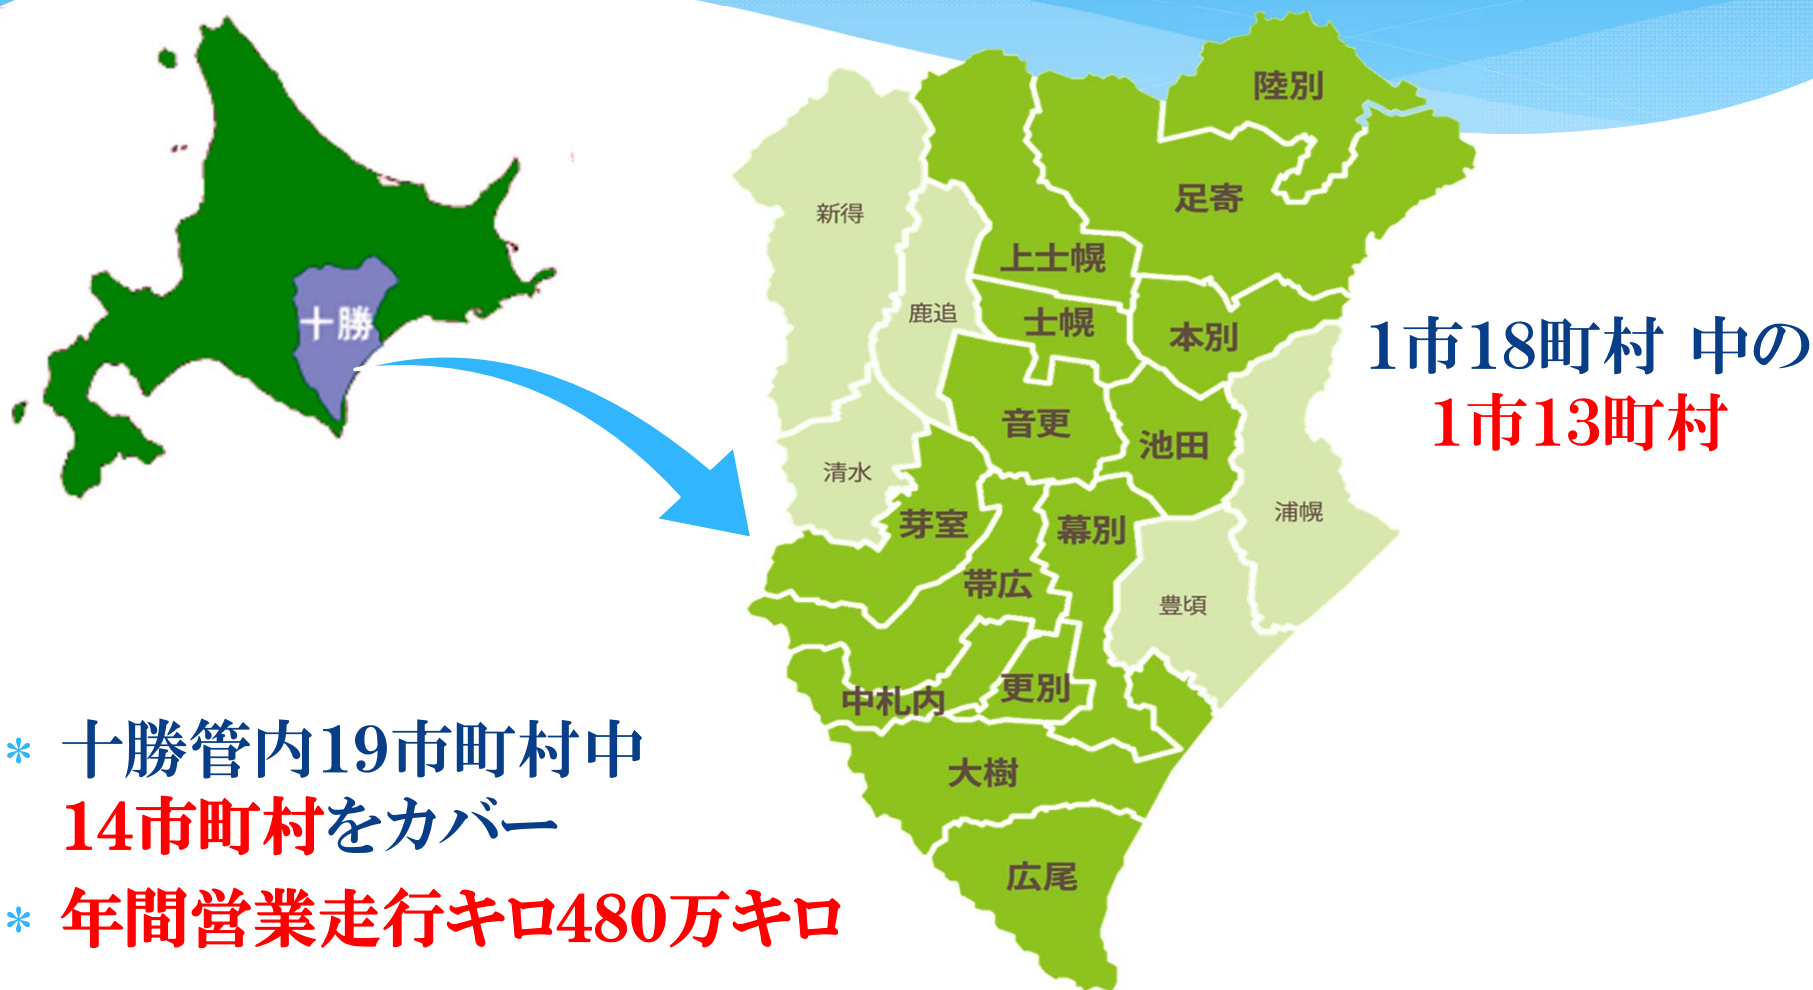 十勝
陸別
足寄
新得
上士幌
鹿追
士幌
本別
音更
池田
清水
浦幌
芽室
幕別
帯広
豊頃
中札内
更別
大樹
広尾
1市18町村 中の
1市13町村
* 十勝管内19市町村中
14市町村をカバー
* 年間営業走行キロ480万キロ